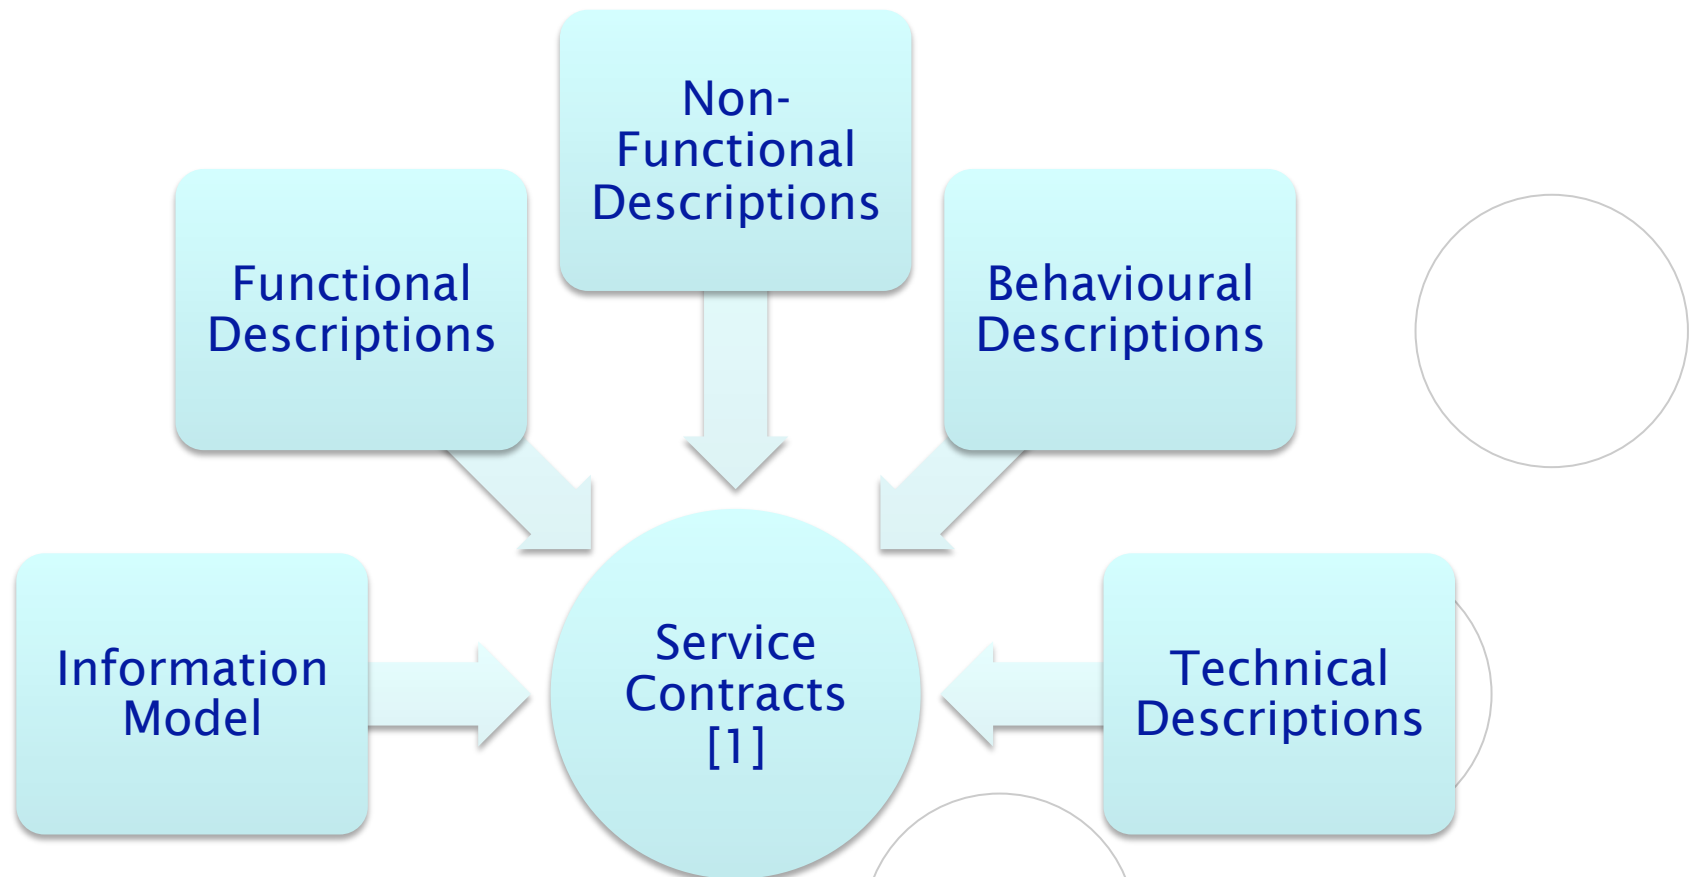 Non-
Functional
Descriptions
Functional
Descriptions
Behavioural
Descriptions
Information
Model
Service
Contracts
[1]
Technical
Descriptions